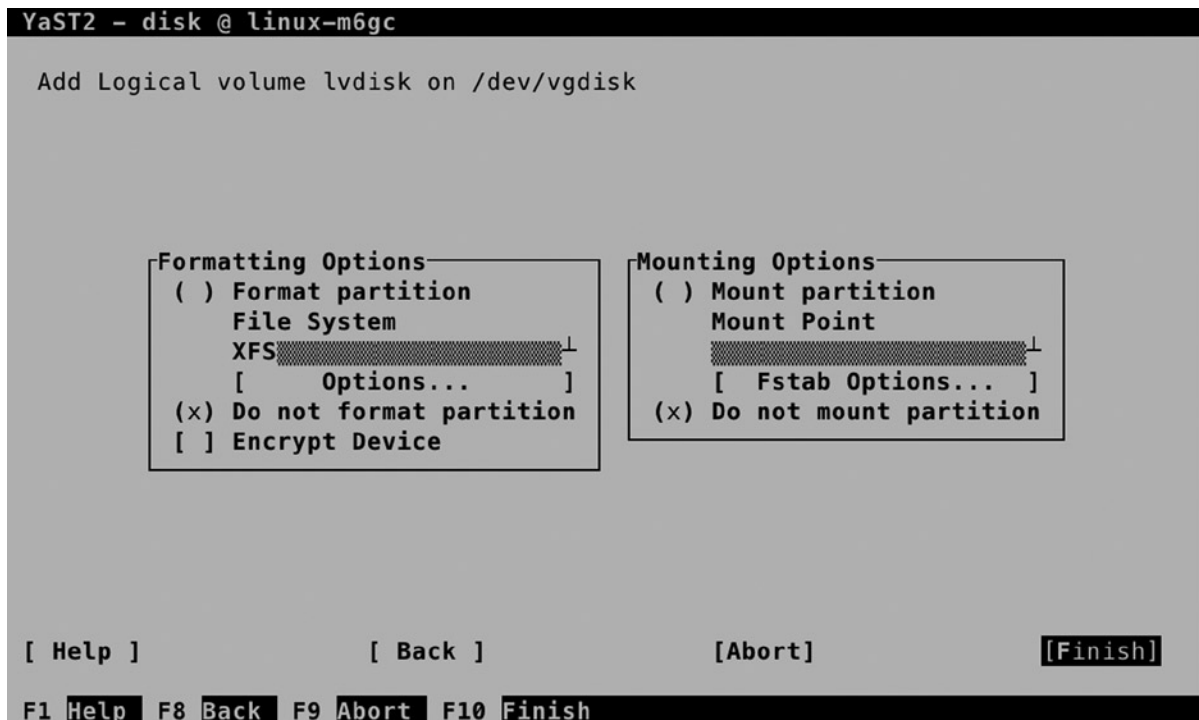 YaST2 – disk @ linux–m6gc
Add Logical volume lvdisk on /dev/vgdisk
Formatting Options
( ) Format partition
File System
XFS
[ Options... ]
(x) Do not format partition
[ ] Encrypt Device
Mounting Options
( ) Mount partition
Mount Point
[ Fstab Options... ]
(x) Do not mount partition
[ Help ] [ Back ] [Abort] [Finish]
F1 Help F8 Back F9 Abort F10 Finish